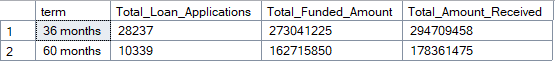 term Total_Loan_Applications Total_Funded_Amount Total_Amount_Received
1 36 months 28237 273041225 294709458
2 60 months 10339 162715850 178361475